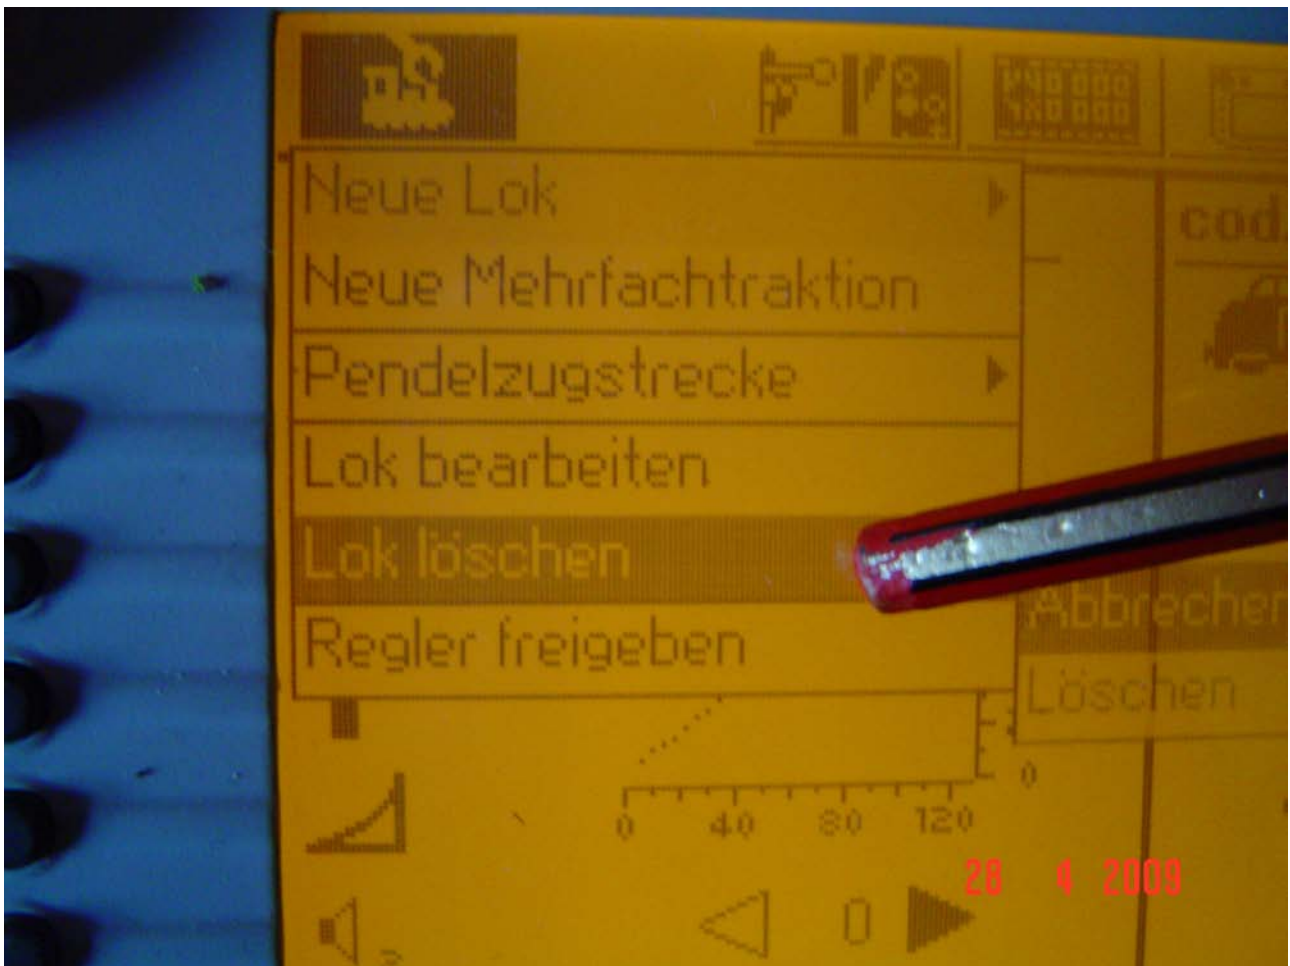 cod.
Neue Lok
Neue Mehrfachtraktion
Pendelzugstrecke
Lok bearbeiten
Lok löschen
Regler freigeben
Abbrechen
Löschen
0
0 40 80 120
28 4 2009
0